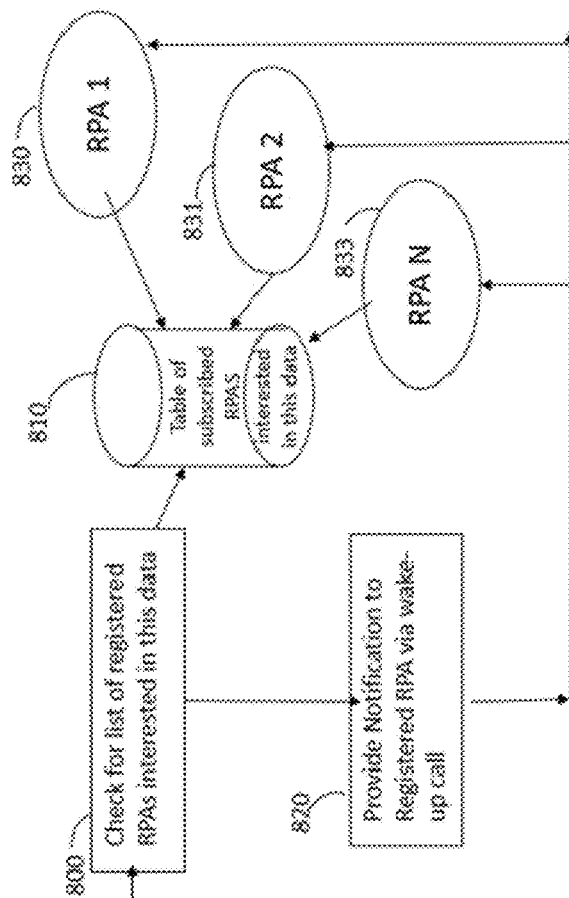 800
Check for list of registered
RPAs interested in this data
810
Table of
subscribed
RPAS
interested
in this data
830
RPA 1
831
RPA 2
833
RPA N
820
Provide Notification to
Registered RPA via wake-
up call